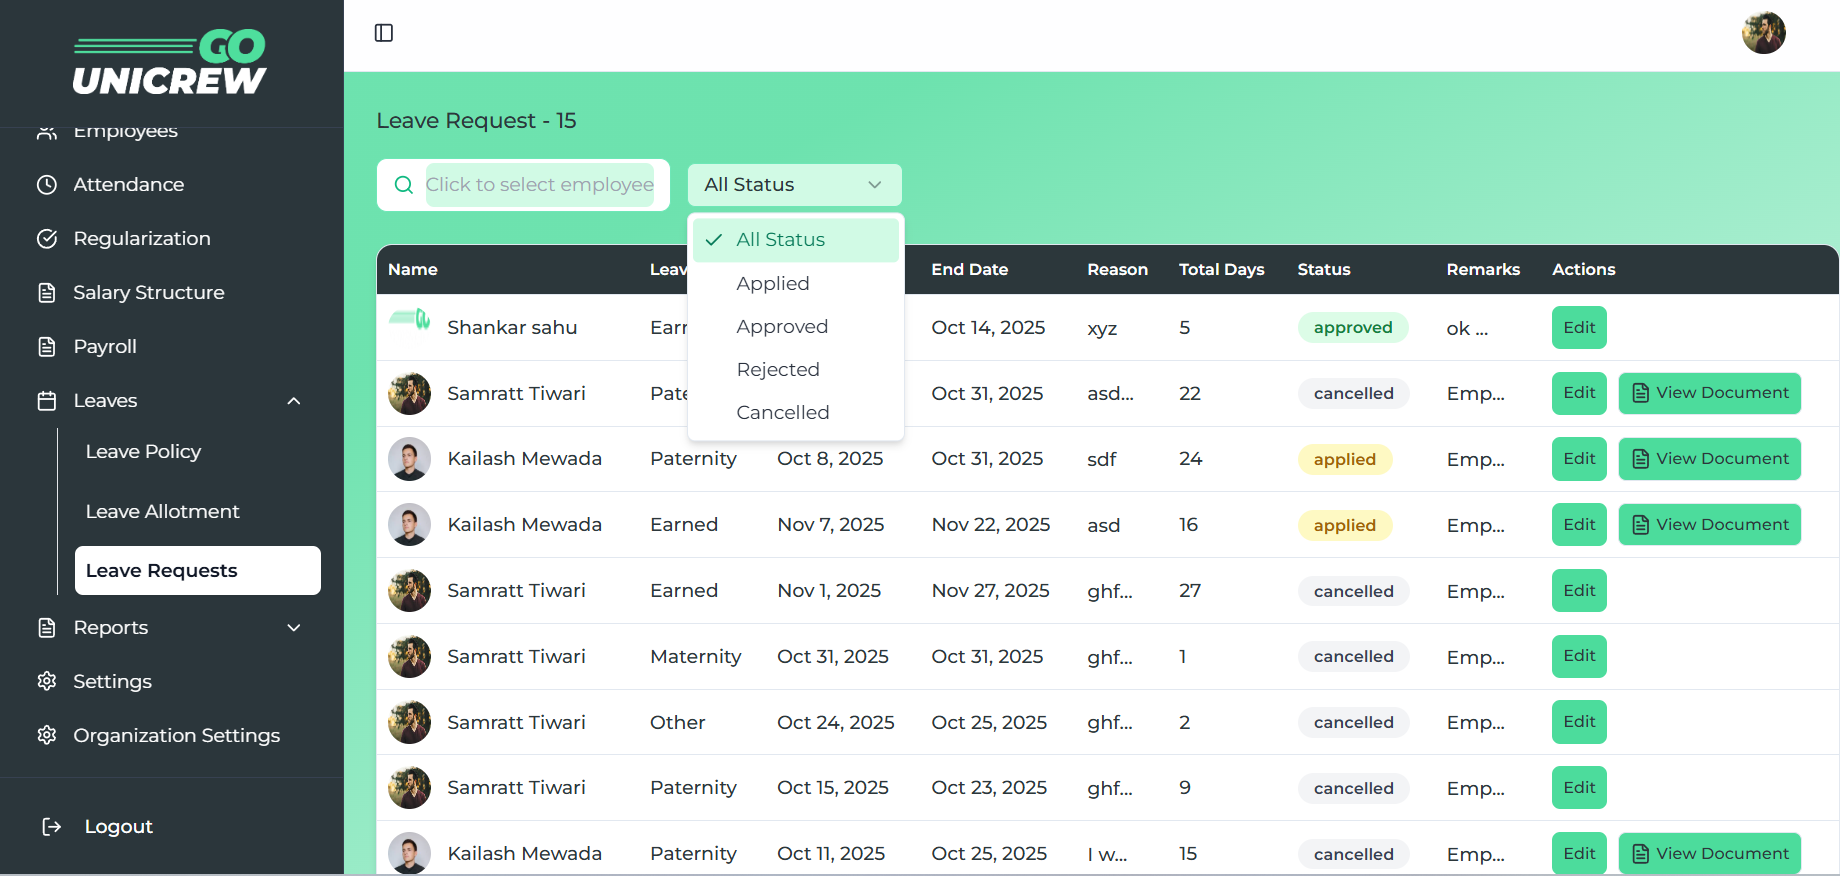 GO
UNICREW
Employees
Attendance
Regularization
Salary Structure
Payroll
Leaves
Leave Policy
Leave Allotment
Leave Requests
Reports
Settings
Organization Settings
Logout
Leave Request - 15
Click to select employee
All Status
All Status
Applied
Approved
Rejected
Cancelled
Name Leav End Date Reason Total Days Status Remarks Actions
Shankar sahu Earr Oct 14, 2025 xyz 5 approved ok ... Edit
Samratt Tiwari Pate Oct 31, 2025 asd... 22 cancelled Emp... Edit View Document
Kailash Mewada Paternity Oct 8, 2025 Oct 31, 2025 sdf 24 applied Emp... Edit View Document
Kailash Mewada Earned Nov 7, 2025 Nov 22, 2025 asd 16 applied Emp... Edit View Document
Samratt Tiwari Earned Nov 1, 2025 Nov 27, 2025 ghf... 27 cancelled Emp... Edit
Samratt Tiwari Maternity Oct 31, 2025 Oct 31, 2025 ghf... 1 cancelled Emp... Edit
Samratt Tiwari Other Oct 24, 2025 Oct 25, 2025 ghf... 2 cancelled Emp... Edit
Samratt Tiwari Paternity Oct 15, 2025 Oct 23, 2025 ghf... 9 cancelled Emp... Edit
Kailash Mewada Paternity Oct 11, 2025 Oct 25, 2025 I w... 15 cancelled Emp... Edit View Document